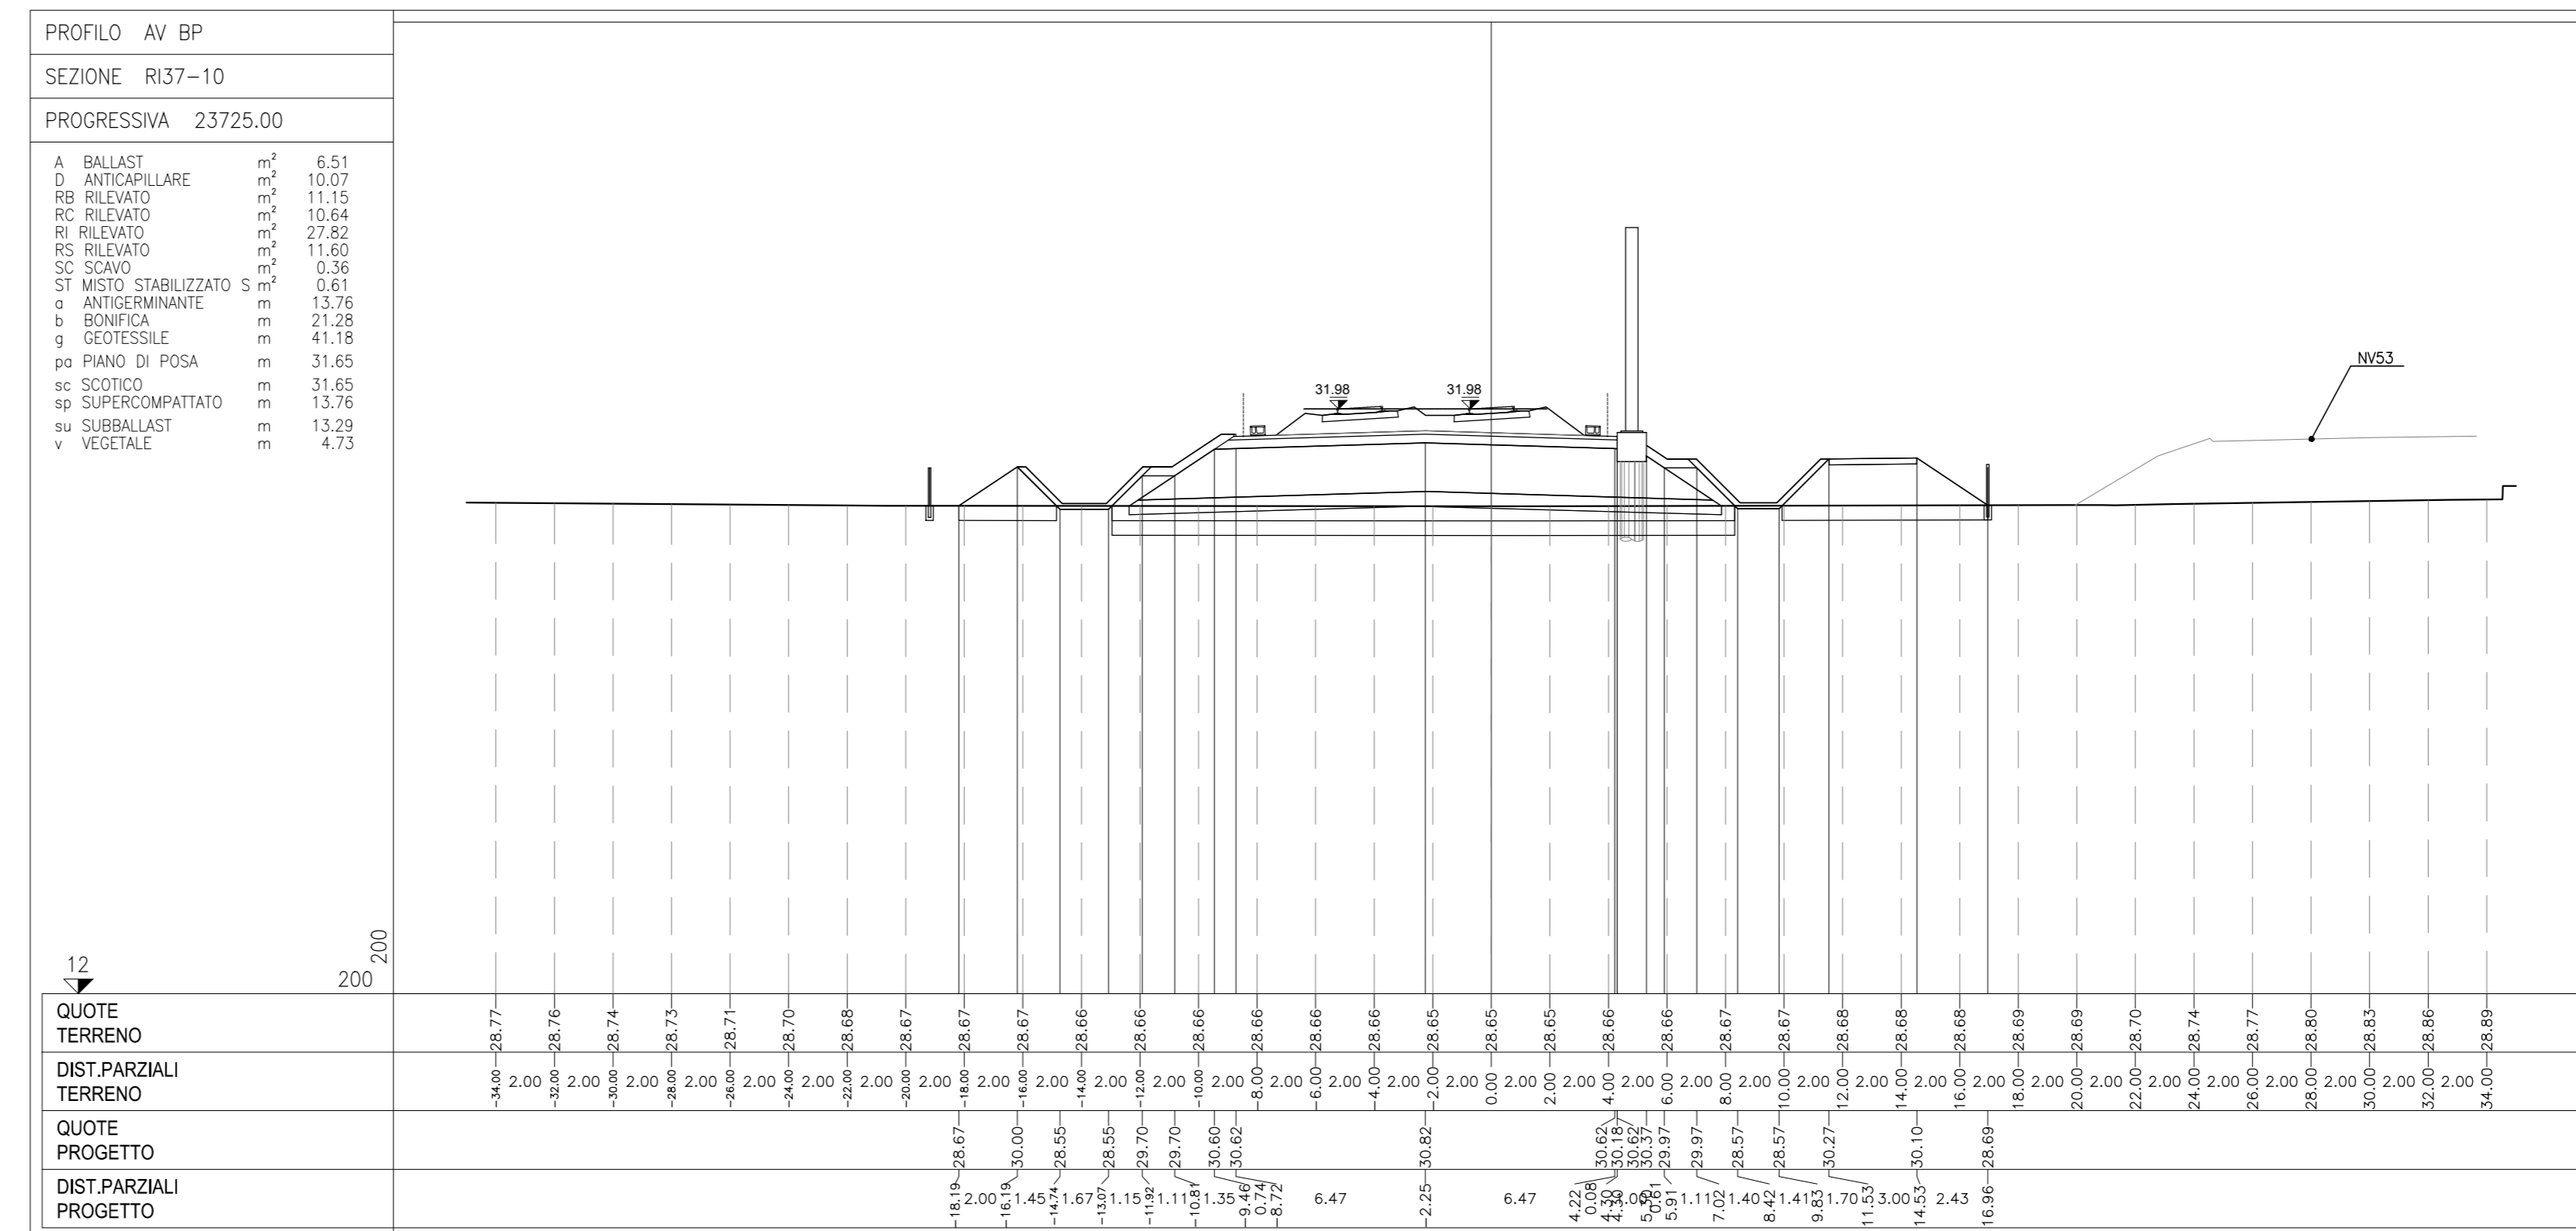 PROFILO AV BP
SEZIONE RI37-10
PROGRESSIVA 23725.00
A BALLAST m² 6.51
D ANTICAPILLARE m² 10.07
RB RILEVATO m² 11.15
RC RILEVATO m² 10.64
RI RILEVATO m² 27.82
RS RILEVATO m² 11.60
SC SCAVO m² 0.36
ST MISTO STABILIZZATO S m² 0.61
a ANTIGERMINANTE m 13.76
b BONIFICA m 21.28
g GEOTESSILE m 41.18
pa PIANO DI POSA m 31.65
sc SCOTICO m 31.65
sp SUPERCOMPATTATO m 13.76
su SUBBALLAST m 13.29
v VEGETALE m 4.73
NV53
31.98 31.98
12
200
200
QUOTE
TERRENO
28.77 28.76 28.74 28.73 28.71 28.70 28.68 28.67 28.67 28.67 28.66 28.66 28.66 28.66 28.66 28.66 28.65 28.65 28.65 28.66 28.66 28.67 28.67 28.68 28.68 28.68 28.69 28.69 28.70 28.74 28.77 28.80 28.83 28.86 28.89
DIST.PARZIALI
TERRENO
-34.00 2.00 -32.00 2.00 -30.00 2.00 -28.00 2.00 -26.00 2.00 -24.00 2.00 -22.00 2.00 -20.00 2.00 -18.00 2.00 -16.00 2.00 -14.00 2.00 -12.00 2.00 -10.00 2.00 -8.00 2.00 -6.00 2.00 -4.00 2.00 -2.00 2.00 0.00 2.00 2.00 2.00 4.00 2.00 6.00 2.00 8.00 2.00 10.00 2.00 12.00 2.00 14.00 2.00 16.00 2.00 18.00 2.00 20.00 2.00 22.00 2.00 24.00 2.00 26.00 2.00 28.00 2.00 30.00 2.00 32.00 2.00 34.00
QUOTE
PROGETTO
28.67 30.00 28.55 28.55 29.70 29.70 30.60 30.62 30.82 30.62 30.18 30.62 30.37 29.97 29.97 28.57 28.57 30.27 30.10 28.69
DIST.PARZIALI
PROGETTO
-18.19 2.00 -16.19 1.45 -14.74 1.67 -13.07 1.15 -11.92 1.11 -10.81 1.35 -9.46 0.74 -8.72 6.47 -2.25 6.47 4.22 0.08 4.30 4.30 1.00 5.30 0.61 5.91 1.11 7.02 1.40 8.42 1.41 9.83 1.70 11.53 3.00 14.53 2.43 16.96